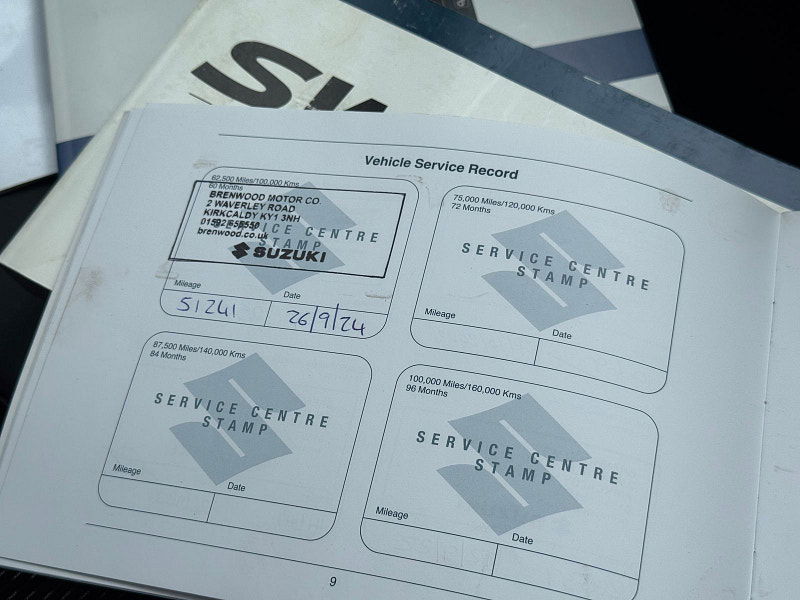 SW
Vehicle Service Record
62,500 Miles/100,000 Kms
60 Months
BRENWOOD MOTOR CO.
2 WAVERLEY ROAD
KIRKCALDY KY1 3NH
brenwood.co.uk
SERVICE CENTRE
STAMP
SUZUKI
Mileage
Date
51241
26/9/24
75,000 Miles/120,000 Kms
72 Months
SERVICE CENTRE
STAMP
Mileage
Date
87,500 Miles/140,000 Kms
84 Months
SERVICE CENTRE
STAMP
Mileage
Date
100,000 Miles/160,000 Kms
96 Months
SERVICE CENTRE
STAMP
Mileage
Date
9